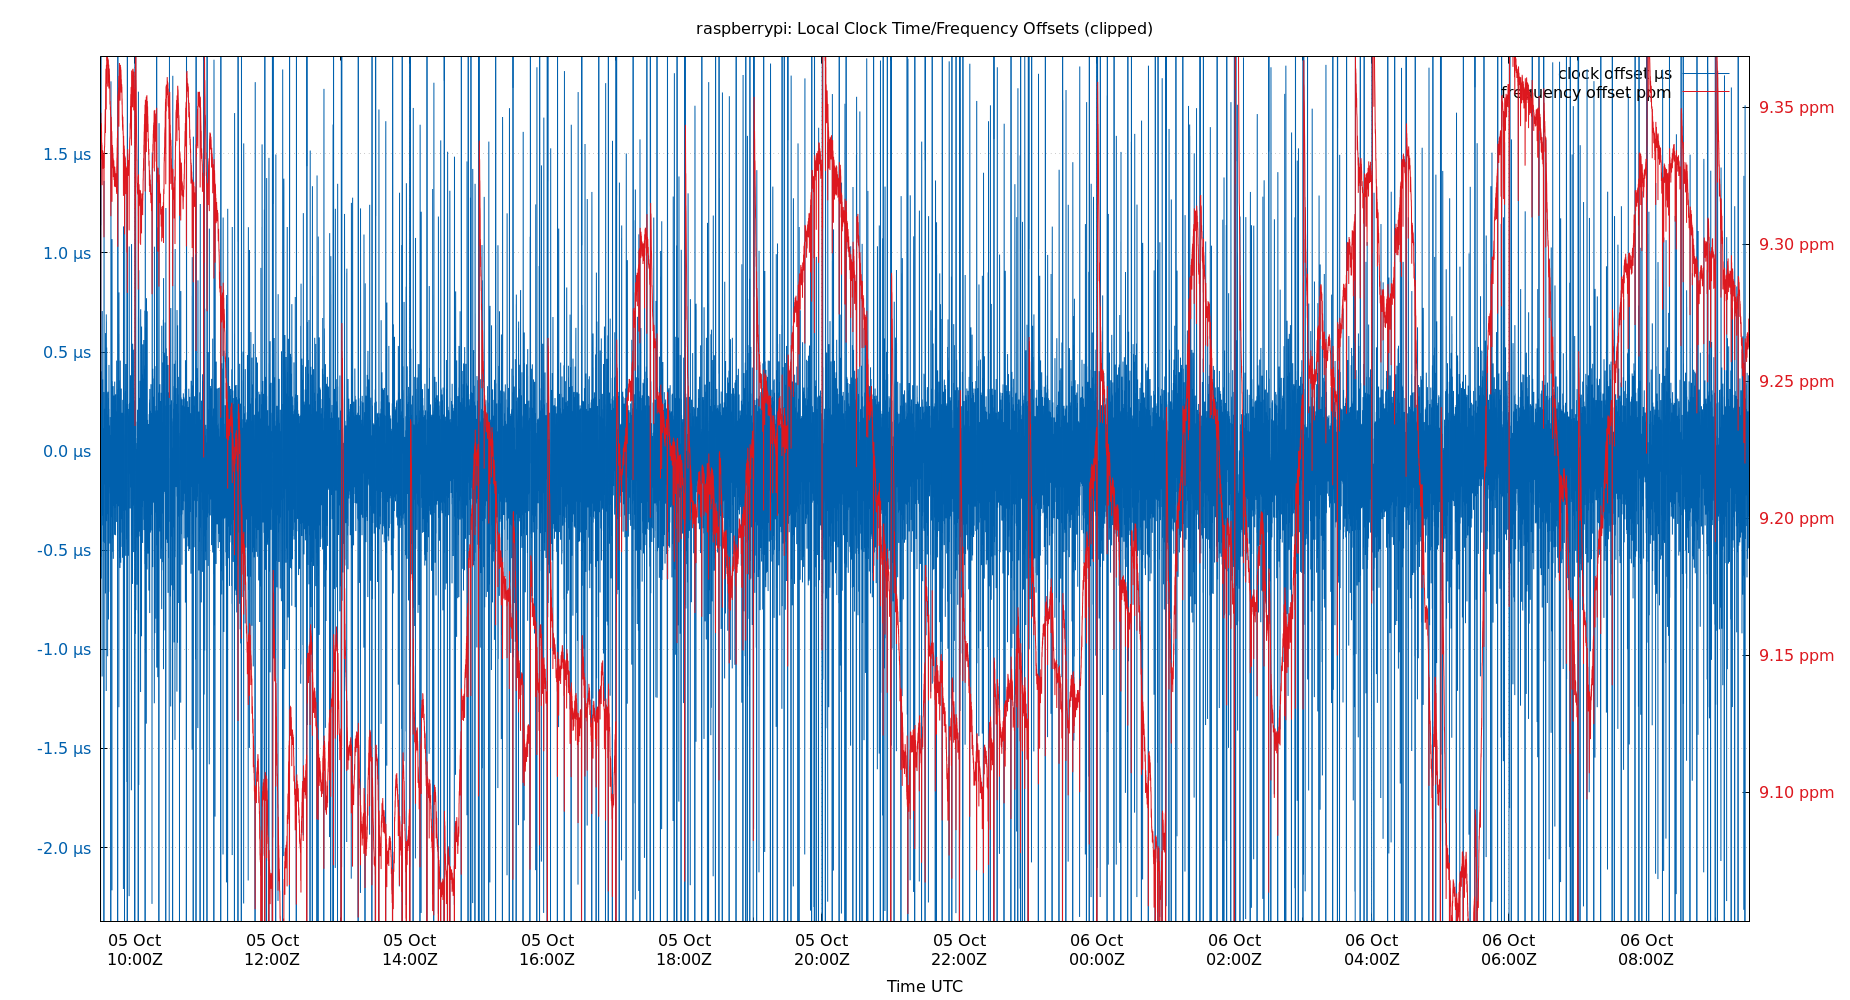 raspberrypi: Local Clock Time/Frequency Offsets (clipped)
clock offset µs
frequency offset ppm
1.5 µs
1.0 µs
0.5 µs
0.0 µs
-0.5 µs
-1.0 µs
-1.5 µs
-2.0 µs
9.35 ppm
9.30 ppm
9.25 ppm
9.20 ppm
9.15 ppm
9.10 ppm
05 Oct 05 Oct 05 Oct 05 Oct 05 Oct 05 Oct 05 Oct 06 Oct 06 Oct 06 Oct 06 Oct 06 Oct
10:00Z 12:00Z 14:00Z 16:00Z 18:00Z 20:00Z 22:00Z 00:00Z 02:00Z 04:00Z 06:00Z 08:00Z
Time UTC